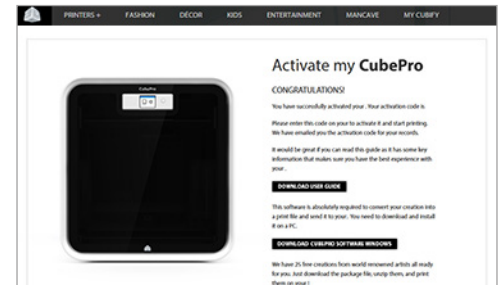 PRINTERS + FASHION DÉCOR KIDS ENTERTAINMENT MANCAVE MY CUBIFY
CubePro
Activate my CubePro
CONGRATULATIONS!
You have successfully activated your . Your activation code is
Please enter this code on your to activate it and start printing.
We have emailed you the activation code for your records.
It would be great if you can read this guide as it has some key
information that makes sure you have the best experience with
your .
DOWNLOAD USER GUIDE
This software is absolutely required to convert your creation into
a print file and send it to your . You need to download and install
it on a PC.
DOWNLOAD CUBEPRO SOFTWARE WINDOWS
We have 25 free creations from world renowned artists all ready
for you. Just download the package file, unzip them, and print
them on your !